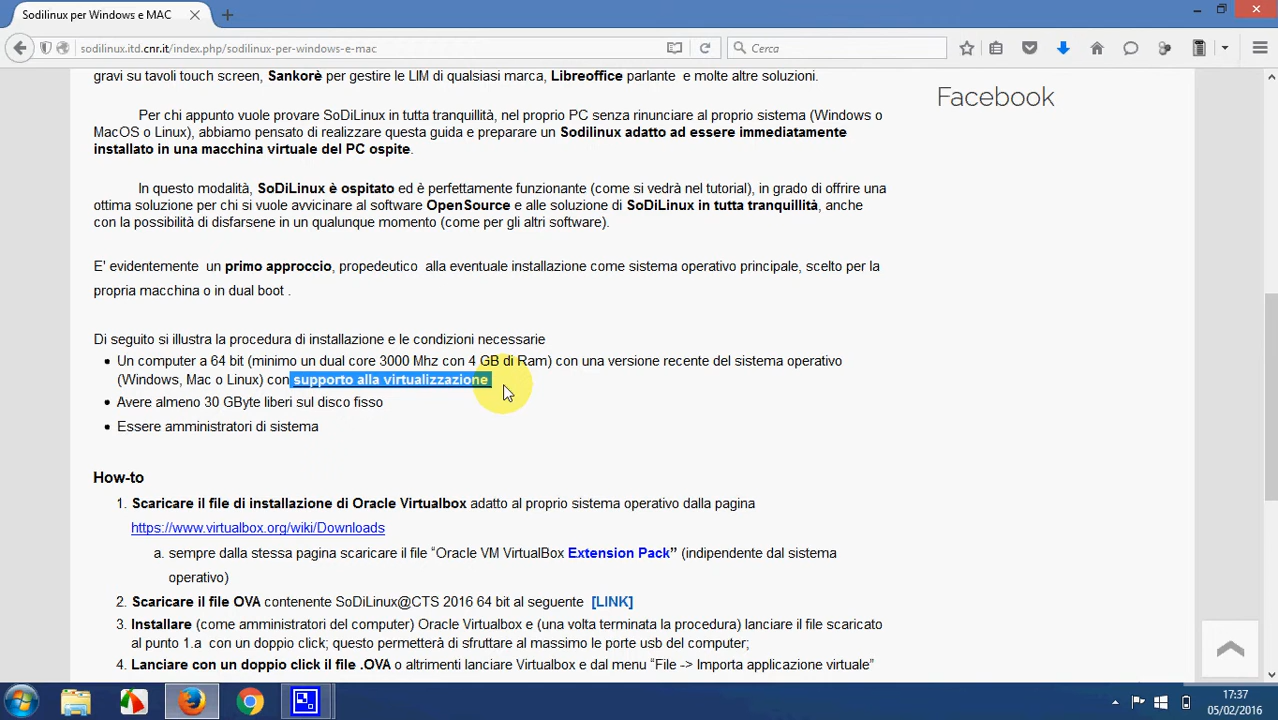 Sodilinux per Windows e MAC
sodilinux.itd.cnr.it/index.php/sodilinux-per-windows-e-mac
Cerca
gravi su tavoli touch screen, Sankorè per gestire le LIM di qualsiasi marca, Libreoffice parlante e molte altre soluzioni.
Facebook
Per chi appunto vuole provare SoDiLinux in tutta tranquillità, nel proprio PC senza rinunciare al proprio sistema (Windows o
MacOS o Linux), abbiamo pensato di realizzare questa guida e preparare un Sodilinux adatto ad essere immediatamente
installato in una macchina virtuale del PC ospite.
In questo modalità, SoDiLinux è ospitato ed è perfettamente funzionante (come si vedrà nel tutorial), in grado di offrire una
ottima soluzione per chi si vuole avvicinare al software OpenSource e alle soluzione di SoDiLinux in tutta tranquillità, anche
con la possibilità di disfarsene in un qualunque momento (come per gli altri software).
E' evidentemente un primo approccio, propedeutico alla eventuale installazione come sistema operativo principale, scelto per la
propria macchina o in dual boot .
Di seguito si illustra la procedura di installazione e le condizioni necessarie
• Un computer a 64 bit (minimo un dual core 3000 Mhz con 4 GB di Ram) con una versione recente del sistema operativo
(Windows, Mac o Linux) con supporto alla virtualizzazione
• Avere almeno 30 GByte liberi sul disco fisso
• Essere amministratori di sistema
How-to
1. Scaricare il file di installazione di Oracle Virtualbox adatto al proprio sistema operativo dalla pagina
https://www.virtualbox.org/wiki/Downloads
a. sempre dalla stessa pagina scaricare il file “Oracle VM VirtualBox Extension Pack” (indipendente dal sistema
operativo)
2. Scaricare il file OVA contenente SoDiLinux@CTS 2016 64 bit al seguente [LINK]
3. Installare (come amministratori del computer) Oracle Virtualbox e (una volta terminata la procedura) lanciare il file scaricato
al punto 1.a con un doppio click; questo permetterà di sfruttare al massimo le porte usb del computer;
4. Lanciare con un doppio click il file .OVA o altrimenti lanciare Virtualbox e dal menu “File -> Importa applicazione virtuale”
17:37
05/02/2016